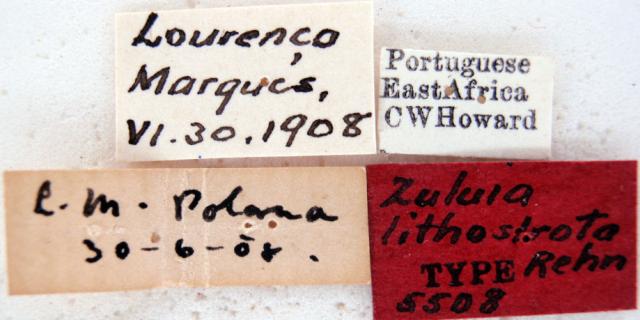 Lourenço
Marques,
VI.30.1908
Portuguese
East Africa
CWHoward
L. M. Polana
30-6-08.
Zuluia
lithostrota
TYPE Rehn
5508